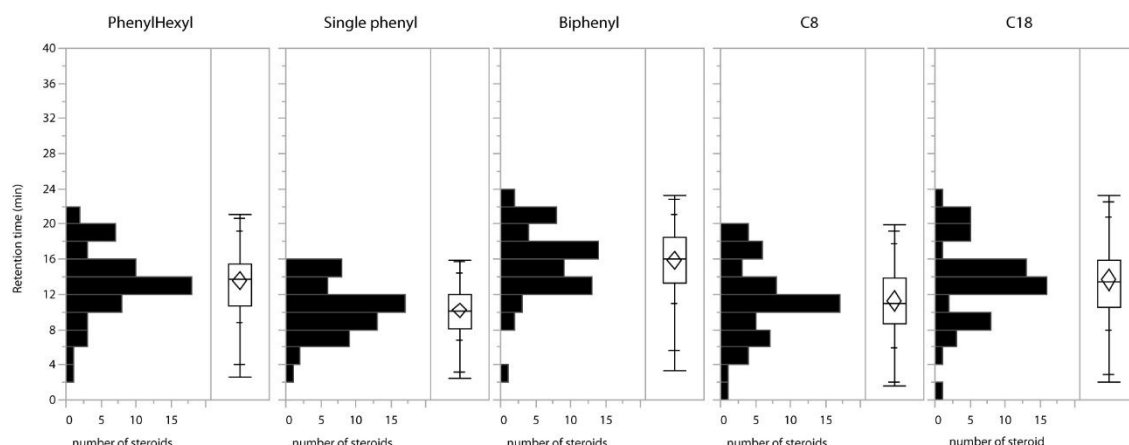 PhenylHexyl Single phenyl Biphenyl C8 C18
Retention time (min)
40
36
32
28
24
20
16
12
8
4
0
0 5 10 15 0 5 10 15 0 5 10 15 0 5 10 15 0 5 10 15
number of steroids number of steroids number of steroids number of steroids number of steroid